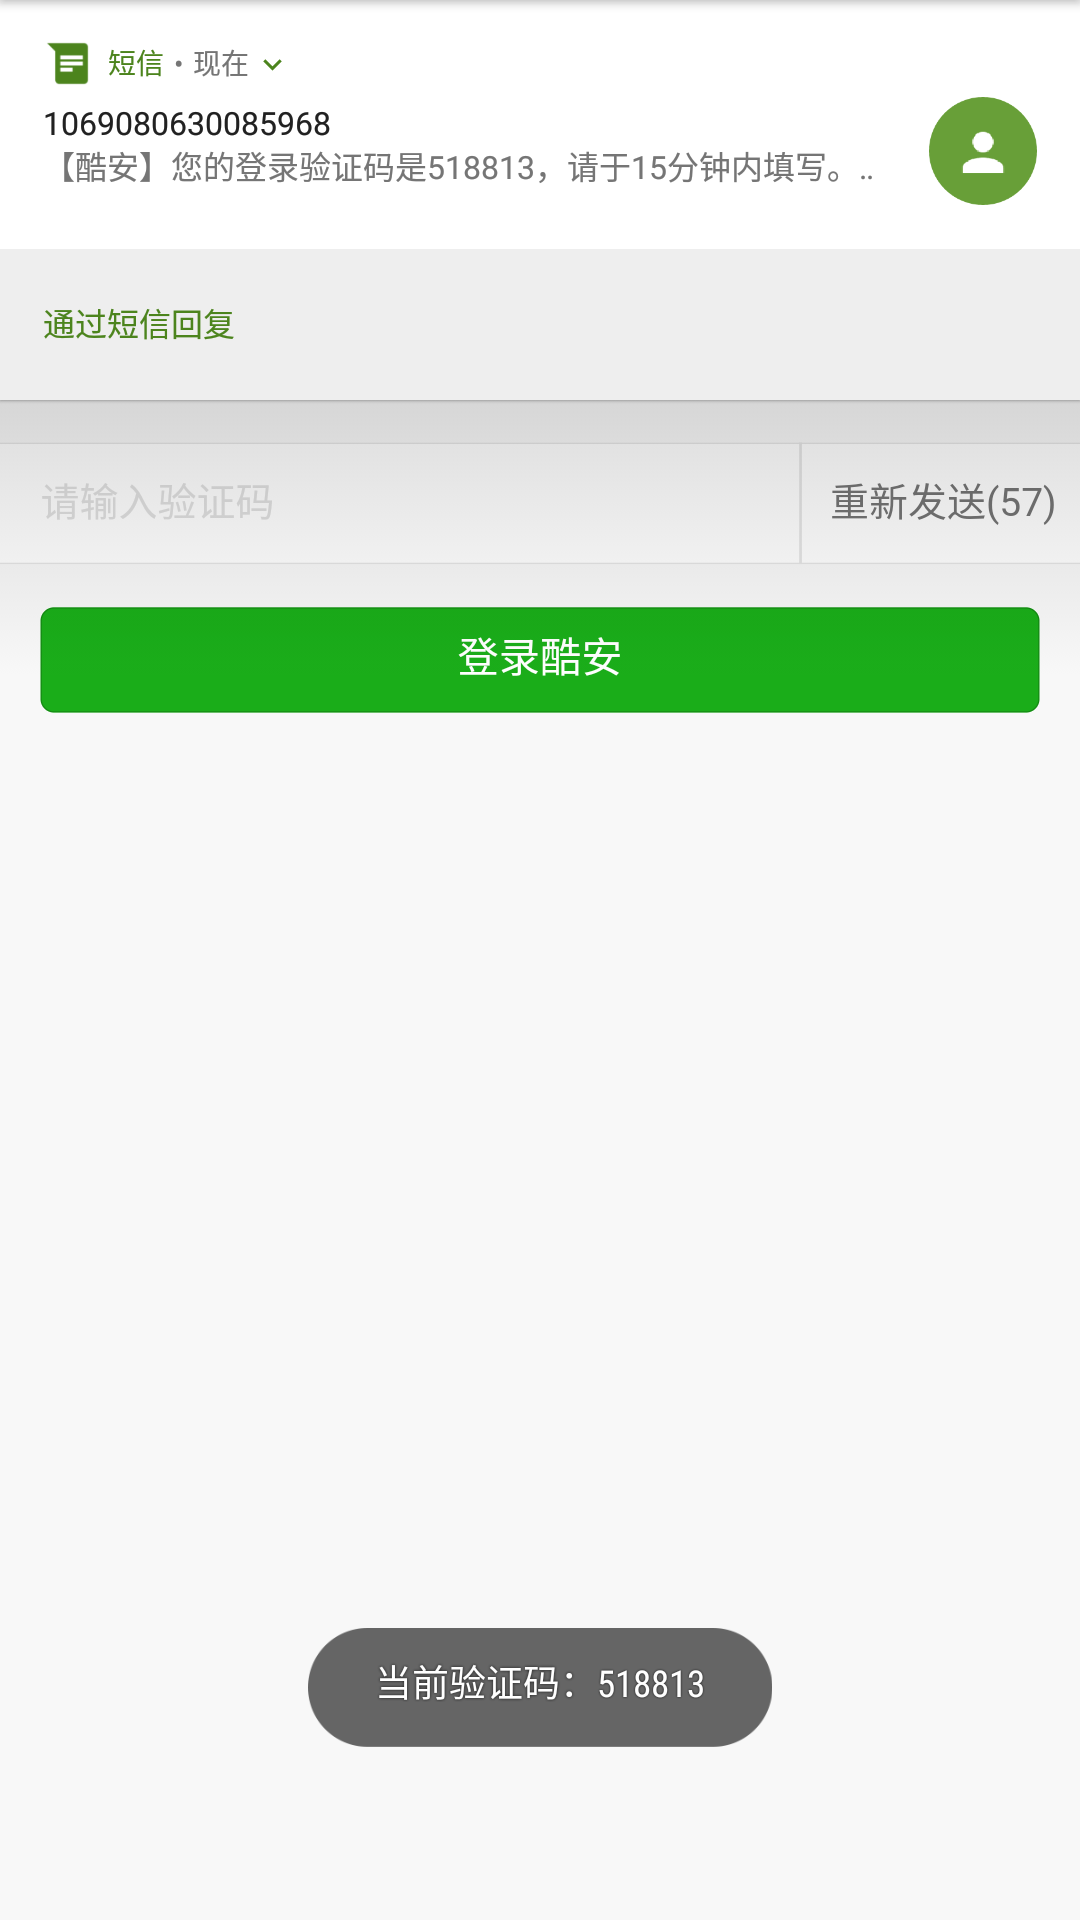 短信 • 现在
1069080630085968
【酷安】您的登录验证码是518813，请于15分钟内填写。..
通过短信回复
请输入验证码
重新发送(57)
登录酷安
当前验证码：518813